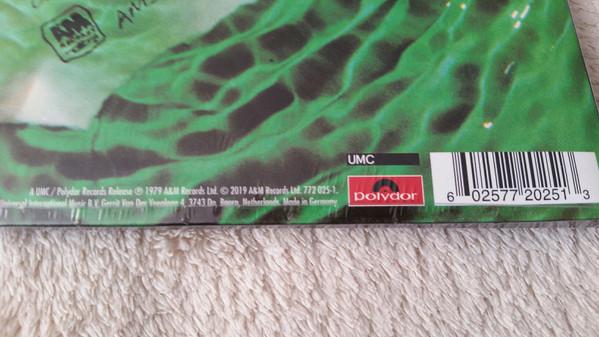 A&M
UMC
A UMC / Polydor Records Release ℗ 1979 A&M Records Ltd. © 2019 A&M Records Ltd. 772 025-1.
Universal International Music B.V. Gerrit Van Der Veenlaan 4, 3743 Dn, Baarn, Netherlands. Made in Germany
Polydor
6 02577 20251 3